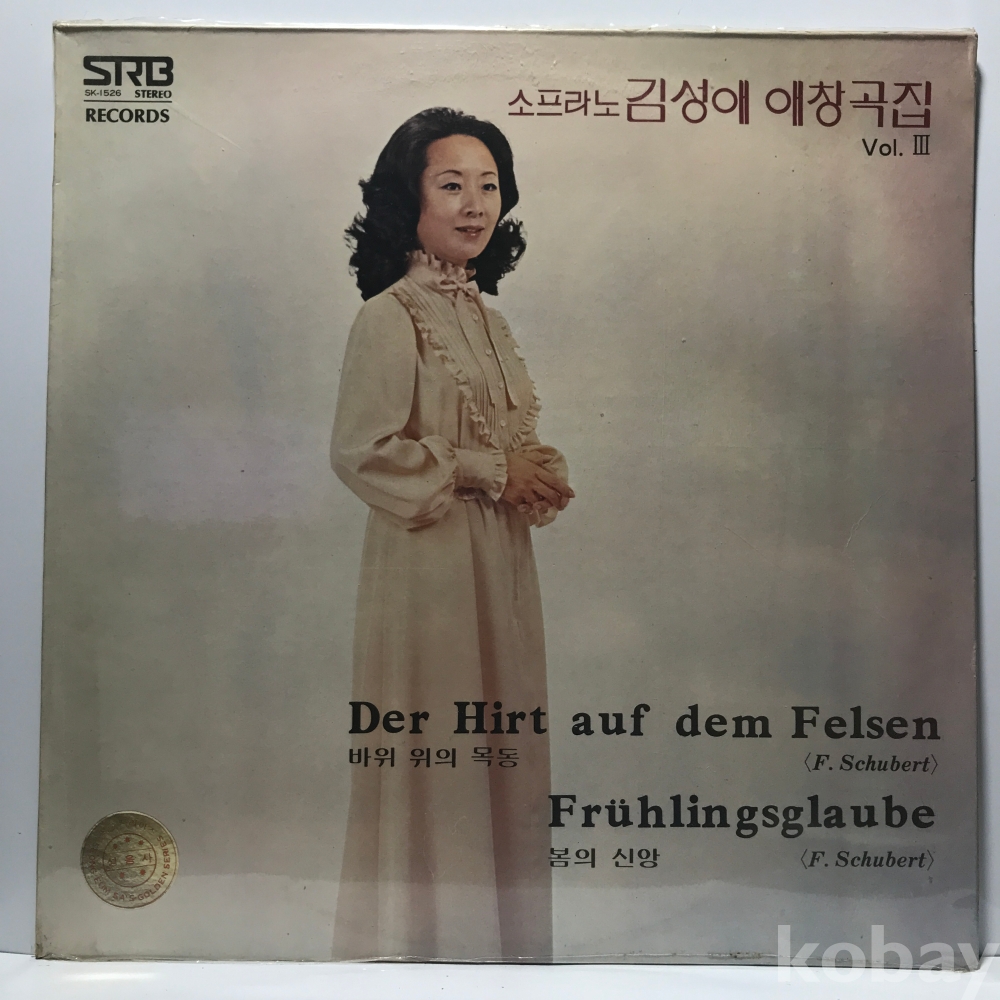 SRB
SK-1526 STEREO
RECORDS
소프라노 김성애 애창곡집
Vol. Ⅲ
Der Hirt auf dem Felsen
바위 위의 목동
〈F. Schubert〉
Frühlingsglaube
봄의 신앙
〈F. Schubert〉
kobay